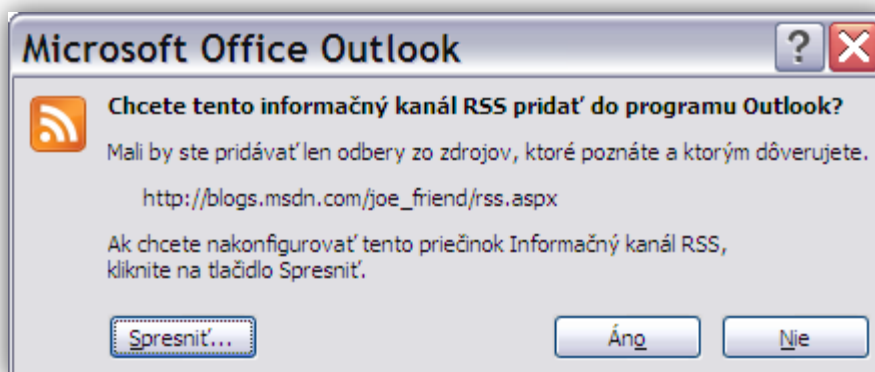 Microsoft Office Outlook
Chcete tento informačný kanál RSS pridať do programu Outlook?
Mali by ste pridávať len odbery zo zdrojov, ktoré poznáte a ktorým dôverujete.
http://blogs.msdn.com/joe_friend/rss.aspx
Ak chcete nakonfigurovať tento priečinok Informačný kanál RSS,
kliknite na tlačidlo Spresniť.
Spresniť... Áno Nie